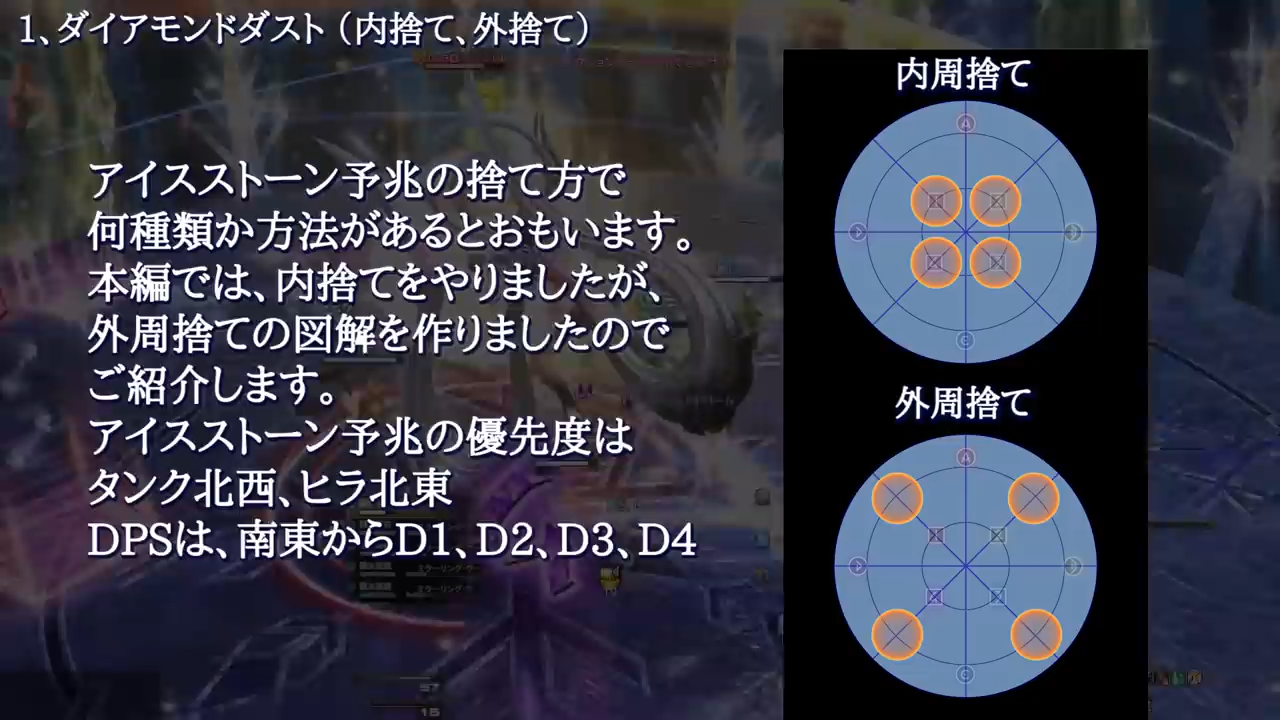 1、ダイアモンドダスト（内捨て、外捨て）
アイスストーン予兆の捨て方で
何種類か方法があるとおもいます。
本編では、内捨てをやりましたが、
外周捨ての図解を作りましたので
ご紹介します。
アイスストーン予兆の優先度は
タンク北西、ヒラ北東
DPSは、南東からD1、D2、D3、D4
内周捨て
A
C
外周捨て
A
C
57
15